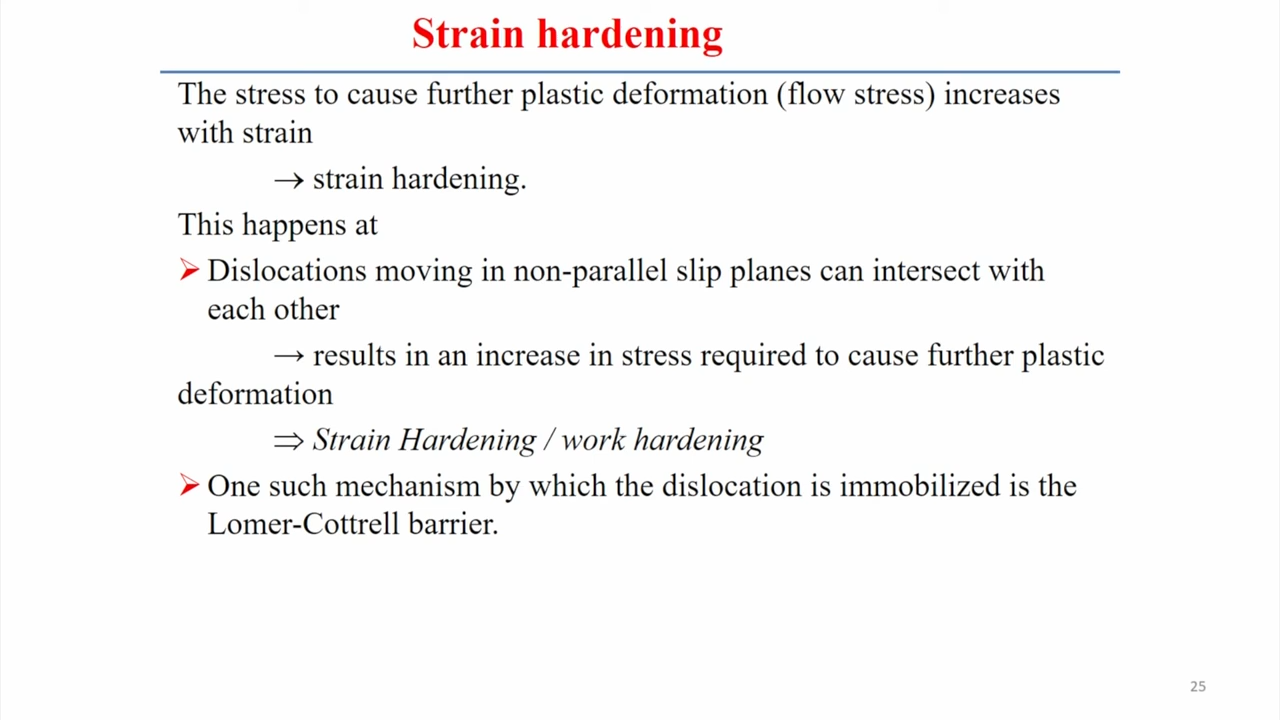 Strain hardening
The stress to cause further plastic deformation (flow stress) increases
with strain
→ strain hardening.
This happens at
➢ Dislocations moving in non-parallel slip planes can intersect with
each other
→ results in an increase in stress required to cause further plastic
deformation
⇒ Strain Hardening / work hardening
➢ One such mechanism by which the dislocation is immobilized is the
Lomer-Cottrell barrier.
25